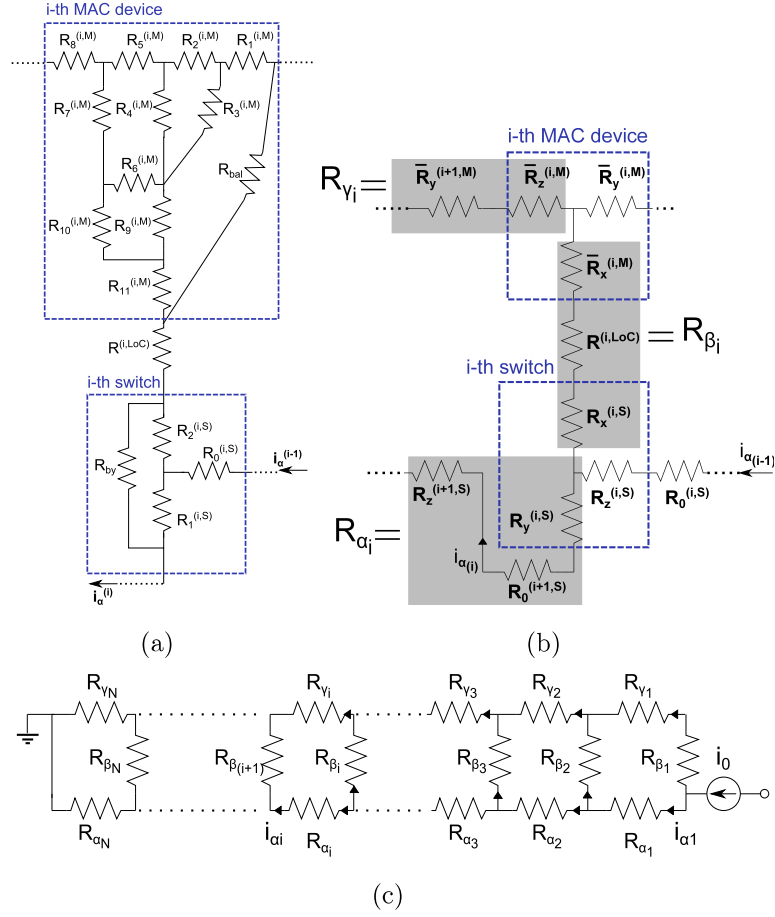 i-th MAC device
R8(i,M) R5(i,M) R2(i,M) R1(i,M)
R7(i,M) R4(i,M) R3(i,M)
R6(i,M) Rbal
R10(i,M) R9(i,M)
R11(i,M)
R(i,LoC)
i-th switch
R2(i,S)
Rby R0(i,S) iα(i-1)
R1(i,S)
iα(i)
(a)
i-th MAC device
Rγi= R̅y(i+1,M) R̅z(i,M) R̅y(i,M)
R̅x(i,M)
R(i,LoC) =Rβi
i-th switch
Rx(i,S)
iα(i-1)
Rz(i+1,S) Rz(i,S) R0(i,S)
Rαi= Ry(i,S)
iα(i)
R0(i+1,S)
(b)
RγN Rγi Rγ3 Rγ2 Rγ1
RβN Rβ(i+1) Rβi Rβ3 Rβ2 Rβ1 i0
RαN iαi Rαi Rα3 Rα2 Rα1 iα1
(c)